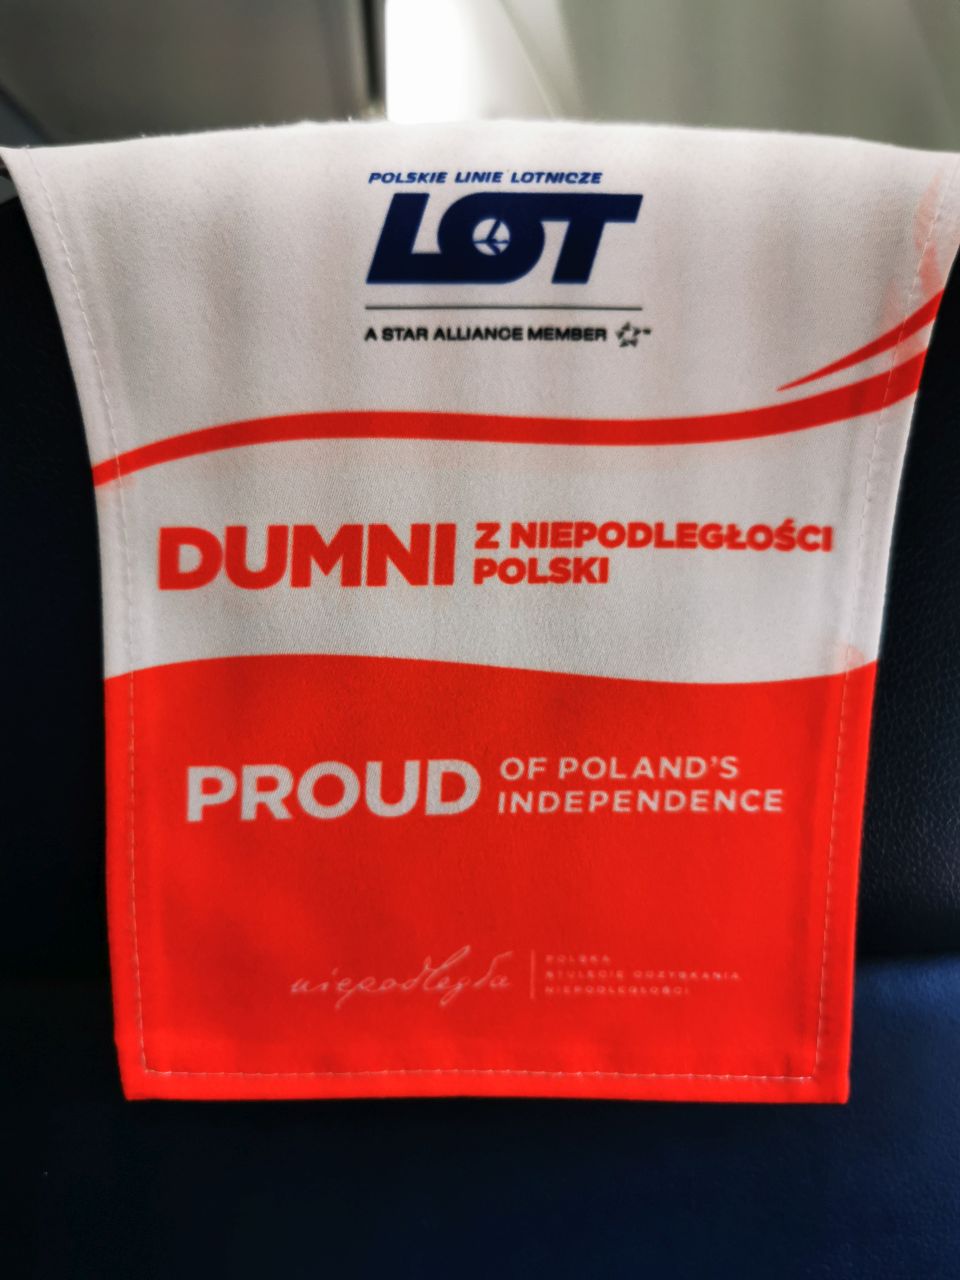 POLSKIE LINIE LOTNICZE
LOT
A STAR ALLIANCE MEMBER
DUMNI Z NIEPODLEGŁOŚCI
POLSKI
PROUD OF POLAND'S
INDEPENDENCE
niepodległa
POLSKA
STULECIE ODZYSKANIA
NIEPODLEGŁOŚCI